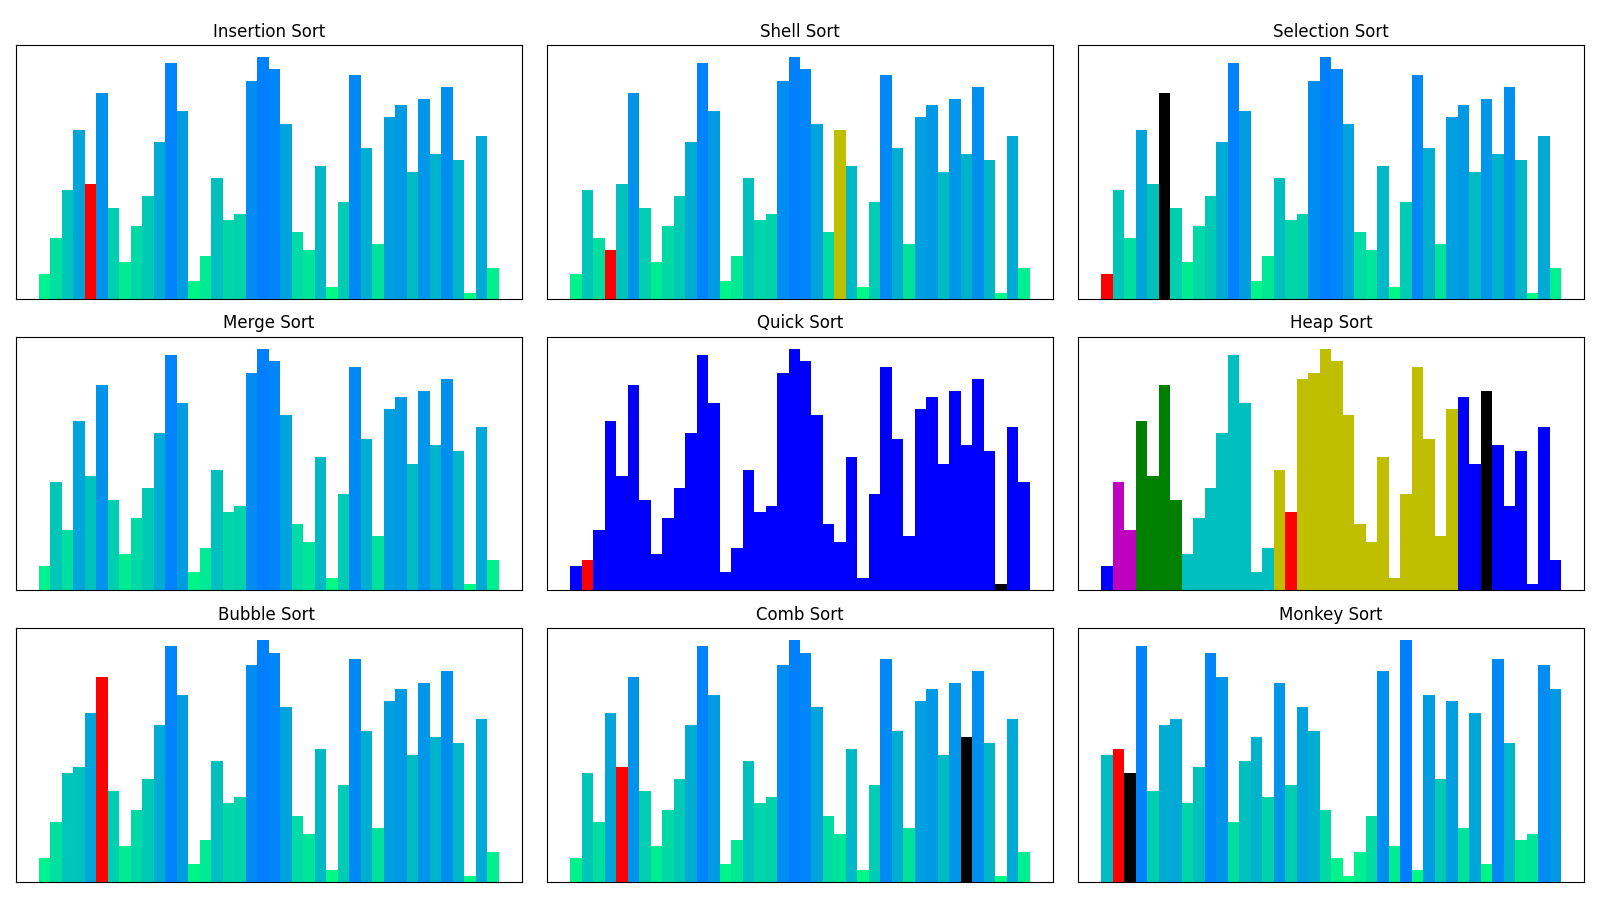 Insertion Sort
Shell Sort
Selection Sort
Merge Sort
Quick Sort
Heap Sort
Bubble Sort
Comb Sort
Monkey Sort